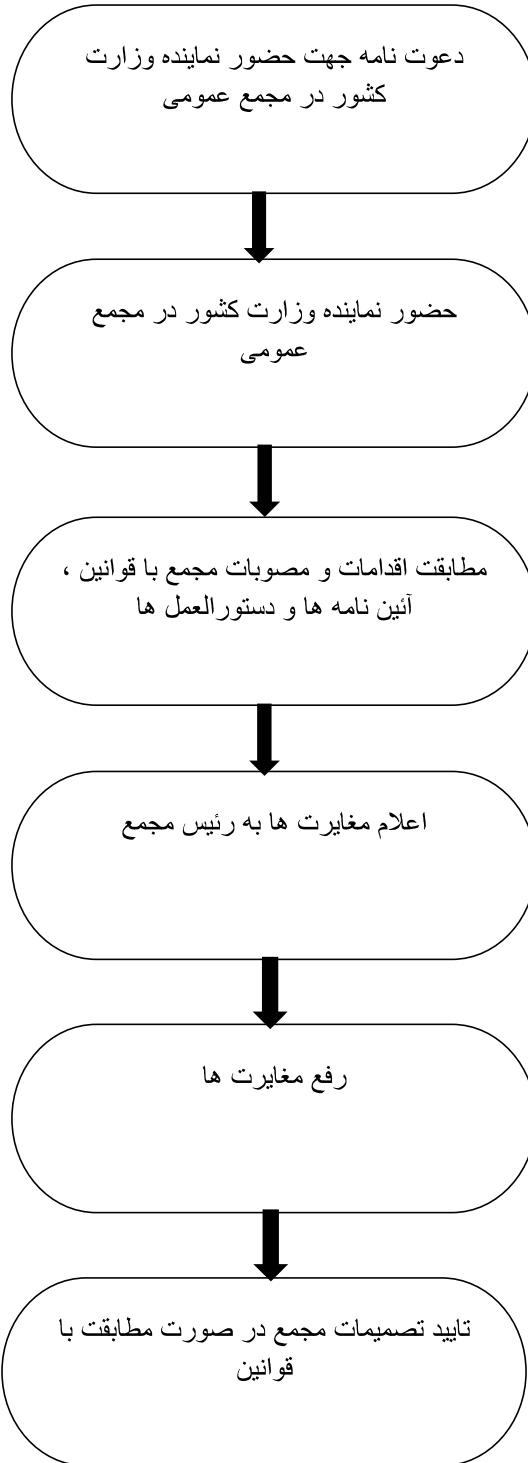 دعوت نامه جهت حضور نماینده وزارت
کشور در مجمع عمومی
حضور نماینده وزارت کشور در مجمع
عمومی
مطابقت اقدامات و مصوبات مجمع با قوانین ،
آئین نامه ها و دستورالعمل ها
اعلام مغایرت ها به رئیس مجمع
رفع مغایرت ها
تایید تصمیمات مجمع در صورت مطابقت با
قوانین